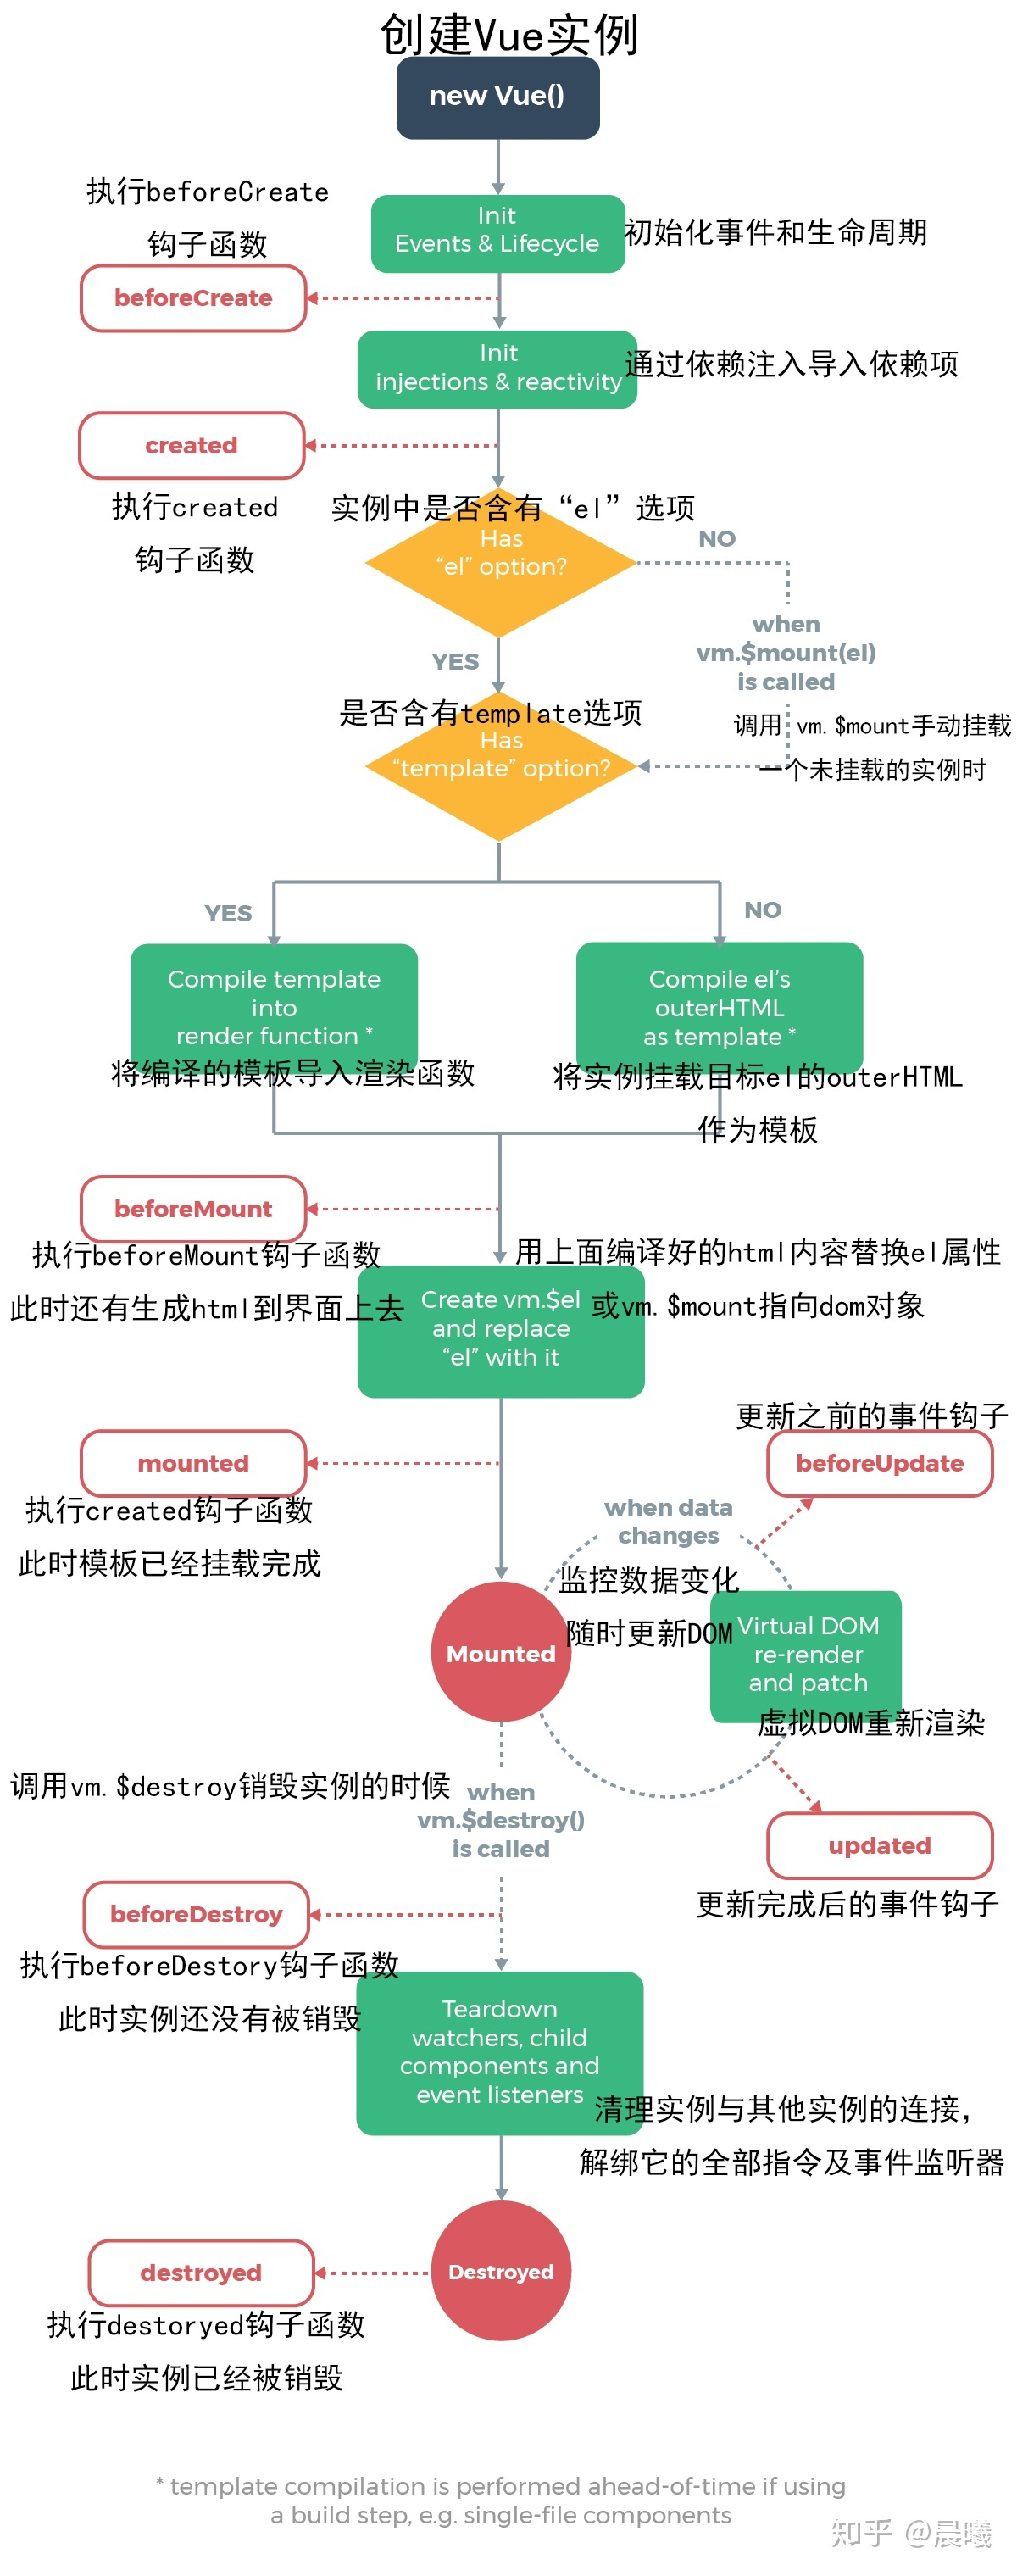 创建Vue实例
new Vue()
执行beforeCreate
钩子函数
Init
Events & Lifecycle
初始化事件和生命周期
beforeCreate
Init
injections & reactivity
通过依赖注入导入依赖项
created
执行created
钩子函数
实例中是否含有“el”选项
Has
“el” option?
NO
when
vm.$mount(el)
is called
YES
是否含有template选项
调用 vm.$mount手动挂载
一个未挂载的实例时
Has
“template” option?
YES
NO
Compile template
into
render function *
将编译的模板导入渲染函数
Compile el’s
outerHTML
as template *
将实例挂载目标el的outerHTML
作为模板
beforeMount
执行beforeMount钩子函数
此时还有生成html到界面上去
用上面编译好的html内容替换el属性
或vm.$mount指向dom对象
Create vm.$el
and replace
“el” with it
更新之前的事件钩子
mounted
beforeUpdate
执行created钩子函数
此时模板已经挂载完成
when data
changes
监控数据变化
随时更新DOM
Mounted
Virtual DOM
re-render
and patch
虚拟DOM重新渲染
调用vm.$destroy销毁实例的时候
when
vm.$destroy()
is called
updated
更新完成后的事件钩子
beforeDestroy
执行beforeDestory钩子函数
此时实例还没有被销毁
Teardown
watchers, child
components and
event listeners
清理实例与其他实例的连接,
解绑它的全部指令及事件监听器
destroyed
Destroyed
执行destoryed钩子函数
此时实例已经被销毁
* template compilation is performed ahead-of-time if using
a build step, e.g. single-file components
知乎 @晨曦